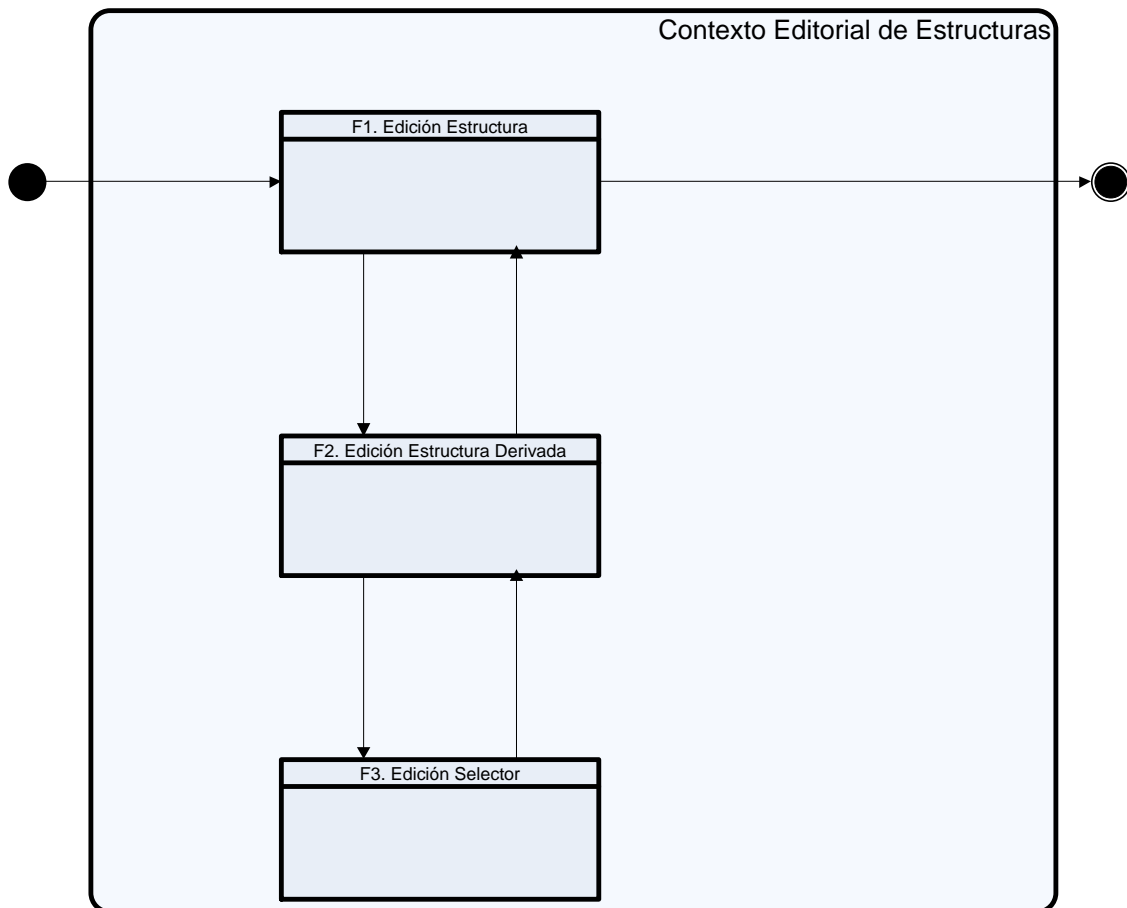 Contexto Editorial de Estructuras
F1. Edición Estructura
F2. Edición Estructura Derivada
F3. Edición Selector